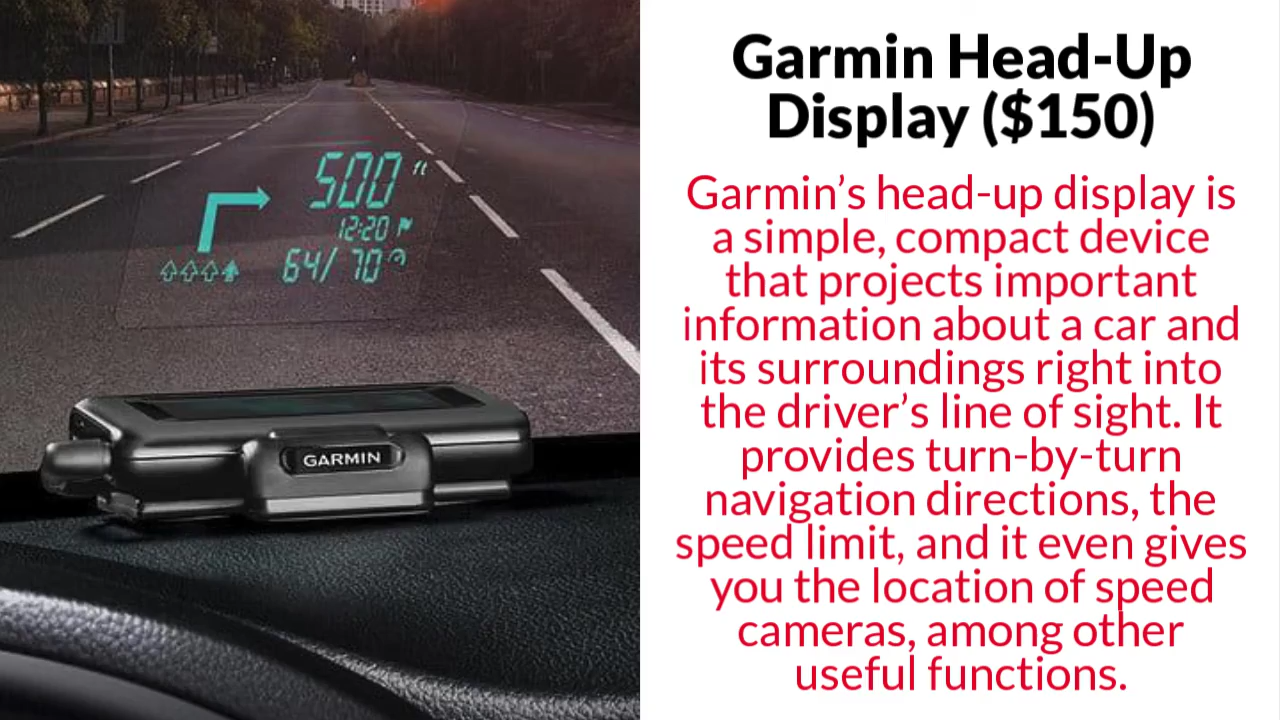 500 ft
12:20
64/70
GARMIN
Garmin Head-Up
Display ($150)
Garmin’s head-up display is
a simple, compact device
that projects important
information about a car and
its surroundings right into
the driver’s line of sight. It
provides turn-by-turn
navigation directions, the
speed limit, and it even gives
you the location of speed
cameras, among other
useful functions.